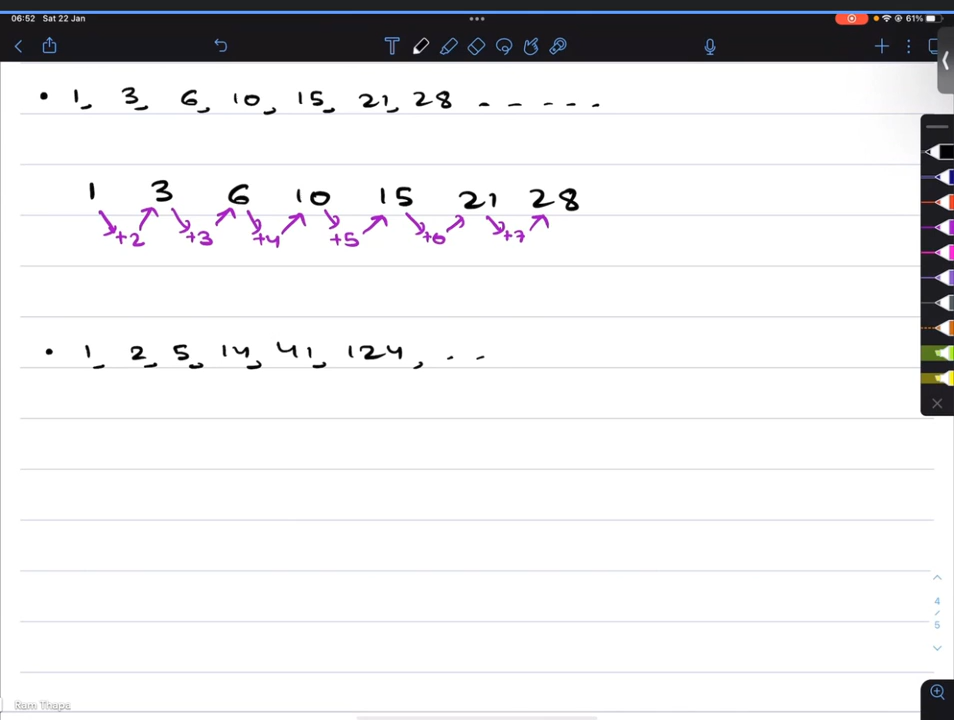 06:52 Sat 22 Jan
61%
T
• 1, 3, 6, 10, 15, 21, 28 . - - - .
1 3 6 10 15 21 28
+2 +3 +4 +5 +6 +7
• 1, 2, 5, 14, 41, 124, . .
4
/
5
Ram Thapa